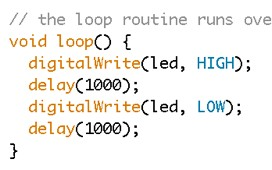 // the loop routine runs ove
void loop() {
  digitalWrite(led, HIGH);
  delay(1000);
  digitalWrite(led, LOW);
  delay(1000);
}